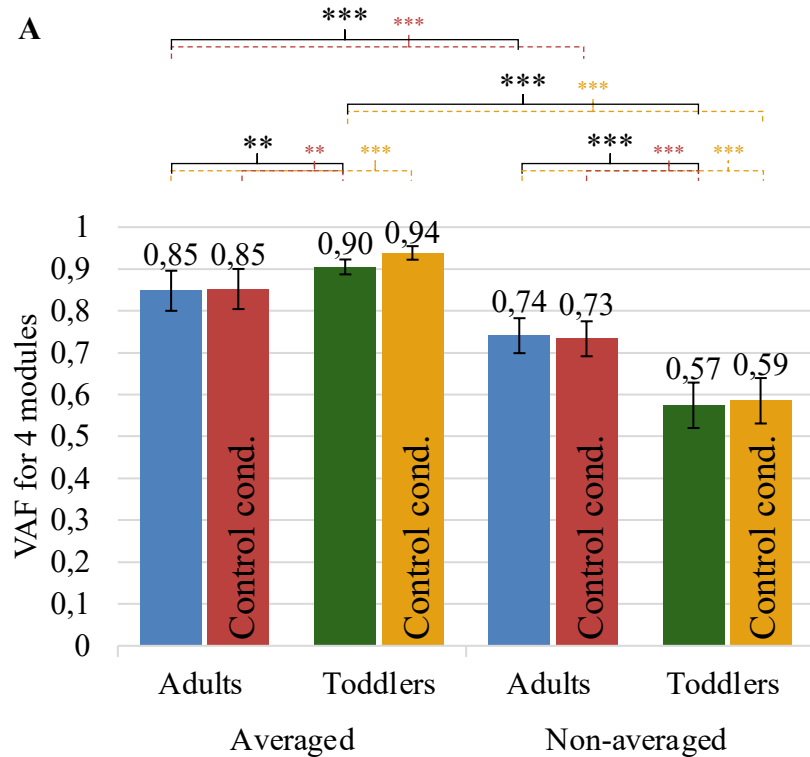 A
*** ***
*** ***
** ** *** *** *** ***
VAF for 4 modules
1
0,9
0,8
0,7
0,6
0,5
0,4
0,3
0,2
0,1
0
0,85 0,85 0,90 0,94 0,74 0,73 0,57 0,59
Control cond. Control cond. Control cond. Control cond.
Adults Toddlers Adults Toddlers
Averaged Non-averaged